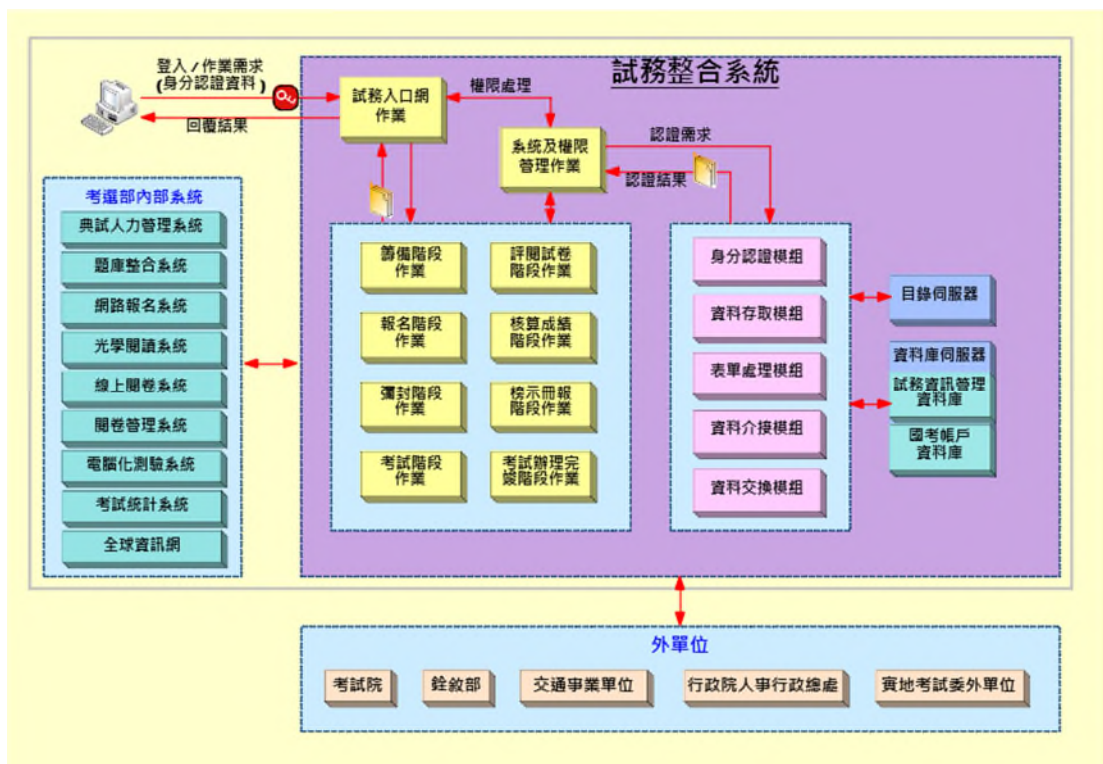 試務整合系統
登入 / 作業需求
(身分認證資料)
回覆結果
試務入口網
作業
權限處理
系統及權限
管理作業
認證需求
認證結果
考選部內部系統
典試人力管理系統
題庫整合系統
網路報名系統
光學閱讀系統
線上閱卷系統
閱卷管理系統
電腦化測驗系統
考試統計系統
全球資訊網
籌備階段
作業
評閱試卷
階段作業
報名階段
作業
核算成績
階段作業
彌封階段
作業
榜示冊報
階段作業
考試階段
作業
考試辦理完
竣階段作業
身分認證模組
資料存取模組
表單處理模組
資料介接模組
資料交換模組
目錄伺服器
資料庫伺服器
試務資訊管理
資料庫
國考帳戶
資料庫
外單位
考試院
銓敘部
交通事業單位
行政院人事行政總處
實地考試委外單位